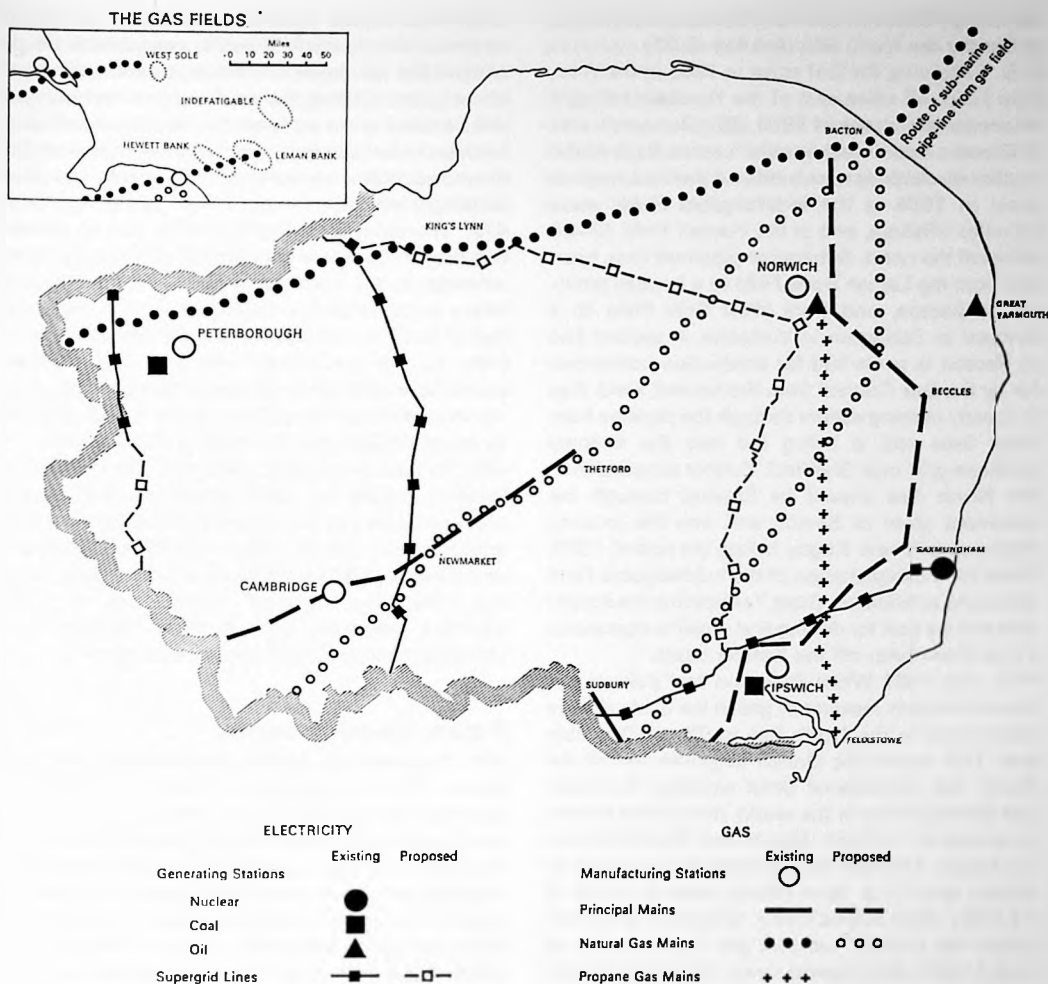 THE GAS FIELDS
Miles
0 10 20 30 40 50
WEST SOLE
INDEFATIGABLE
HEWETT BANK
LEMAN BANK
Route of sub-marine
pipe-line from gas field
BACTON
KING'S LYNN
NORWICH
GREAT
YARMOUTH
PETERBOROUGH
BECCLES
THETFORD
SAXMUNDHAM
NEWMARKET
CAMBRIDGE
SUDBURY
IPSWICH
FELIXSTOWE
ELECTRICITY
Existing Proposed
Generating Stations
Nuclear
Coal
Oil
Supergrid Lines
GAS
Existing Proposed
Manufacturing Stations
Principal Mains
Natural Gas Mains
Propane Gas Mains